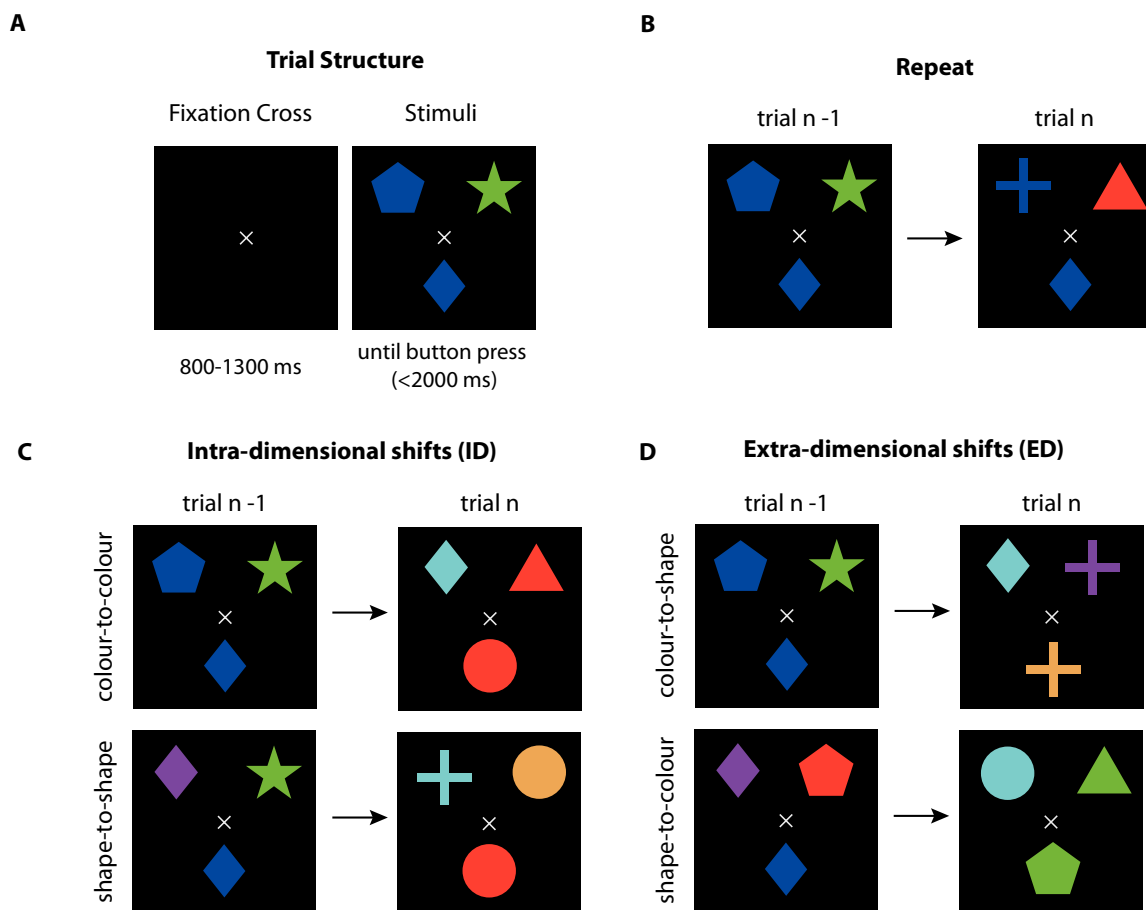 A
Trial Structure
Fixation Cross
Stimuli
800-1300 ms
until button press
(<2000 ms)
B
Repeat
trial n -1
trial n
C
Intra-dimensional shifts (ID)
trial n -1
trial n
colour-to-colour
shape-to-shape
D
Extra-dimensional shifts (ED)
trial n -1
trial n
colour-to-shape
shape-to-colour